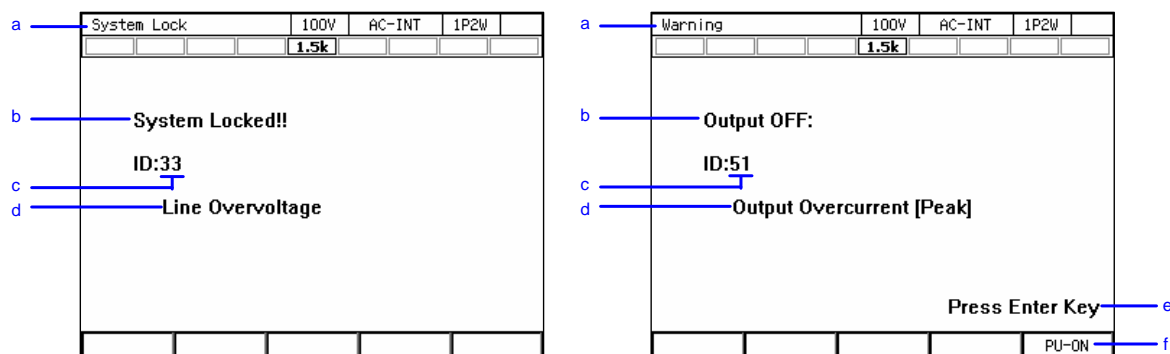 a System Lock 100V AC-INT 1P2W
1.5k
b System Locked!!
ID:33
c
d Line Overvoltage
a Warning 100V AC-INT 1P2W
1.5k
b Output OFF:
ID:51
c
d Output Overcurrent [Peak]
Press Enter Key e
PU-ON f